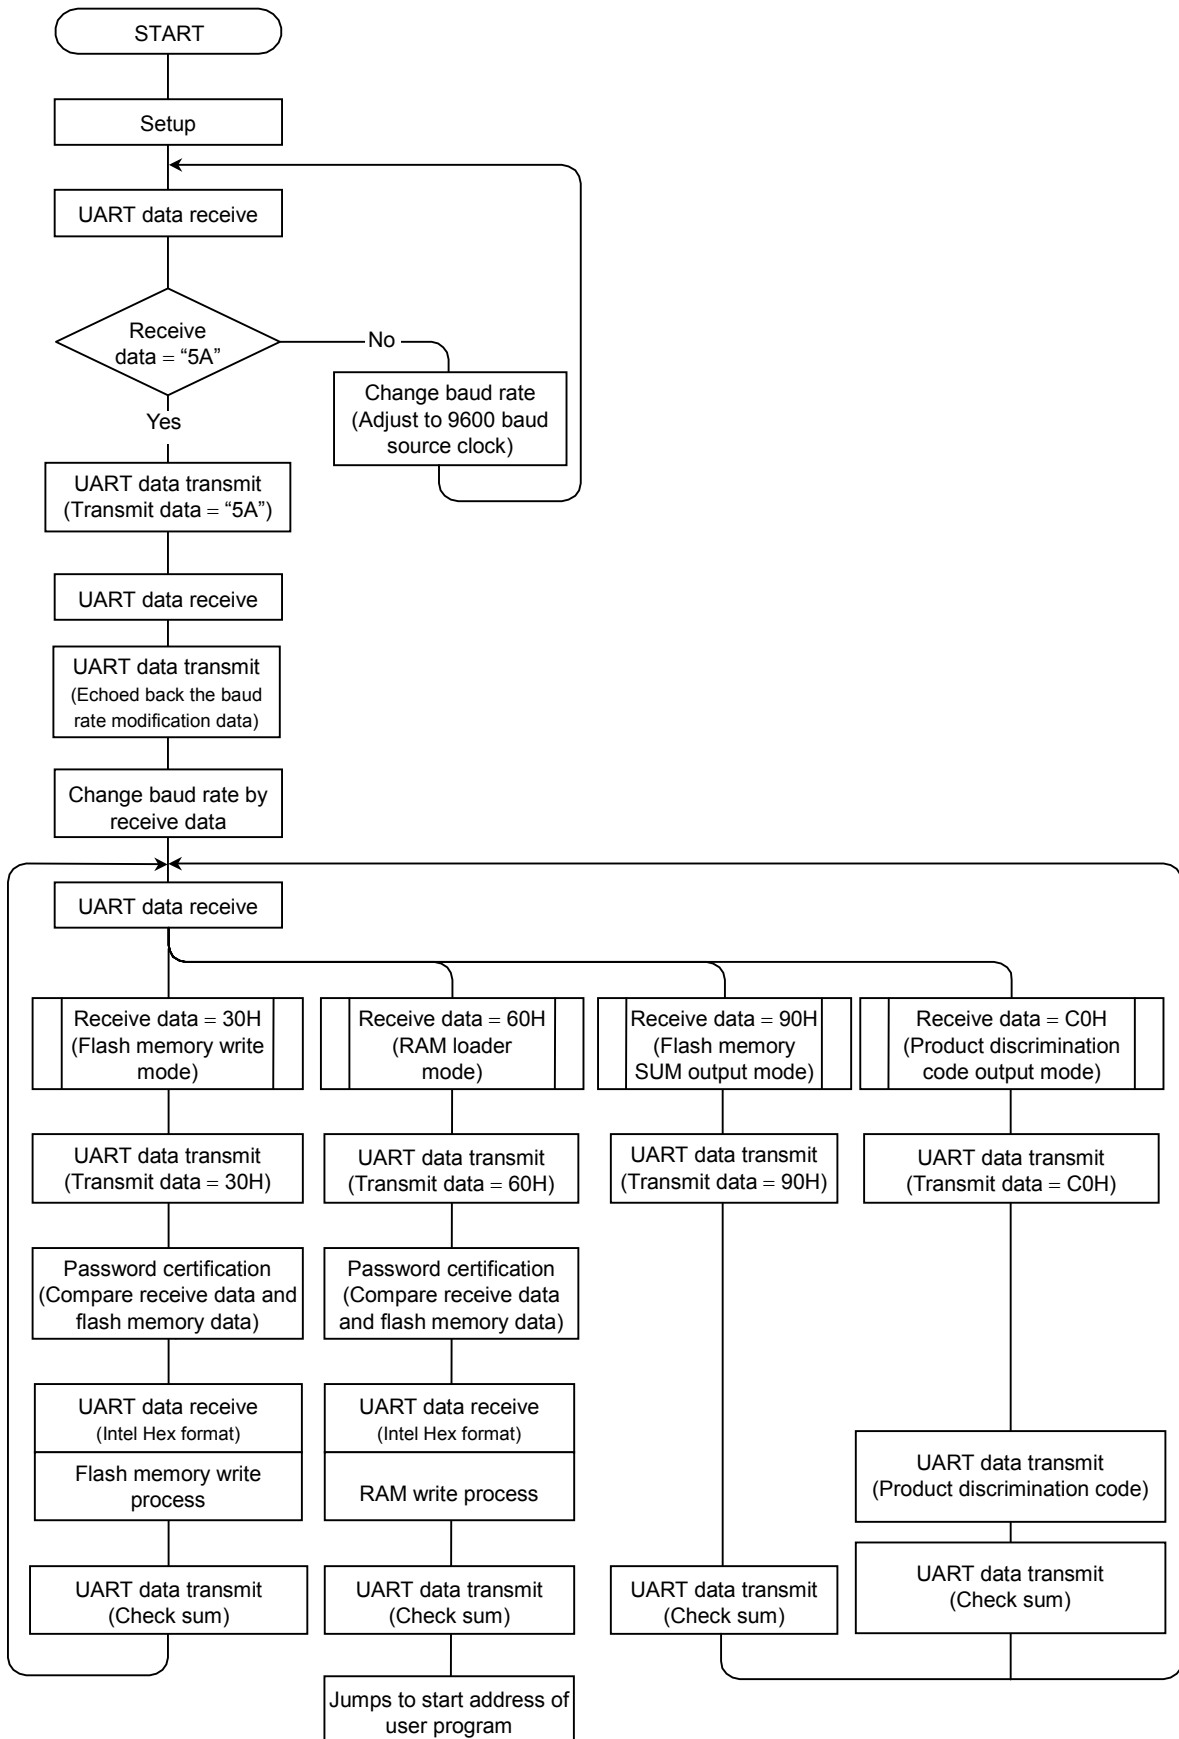 START
Setup
UART data receive
Receive
data = “5A”
No
Change baud rate
(Adjust to 9600 baud
source clock)
Yes
UART data transmit
(Transmit data = “5A”)
UART data receive
UART data transmit
(Echoed back the baud
rate modification data)
Change baud rate by
receive data
UART data receive
Receive data = 30H
(Flash memory write
mode)
Receive data = 60H
(RAM loader
mode)
Receive data = 90H
(Flash memory
SUM output mode)
Receive data = C0H
(Product discrimination
code output mode)
UART data transmit
(Transmit data = 30H)
UART data transmit
(Transmit data = 60H)
UART data transmit
(Transmit data = 90H)
UART data transmit
(Transmit data = C0H)
Password certification
(Compare receive data and
flash memory data)
Password certification
(Compare receive data
and flash memory data)
UART data receive
(Intel Hex format)
Flash memory write
process
UART data receive
(Intel Hex format)
RAM write process
UART data transmit
(Product discrimination code)
UART data transmit
(Check sum)
UART data transmit
(Check sum)
UART data transmit
(Check sum)
UART data transmit
(Check sum)
Jumps to start address of
user program